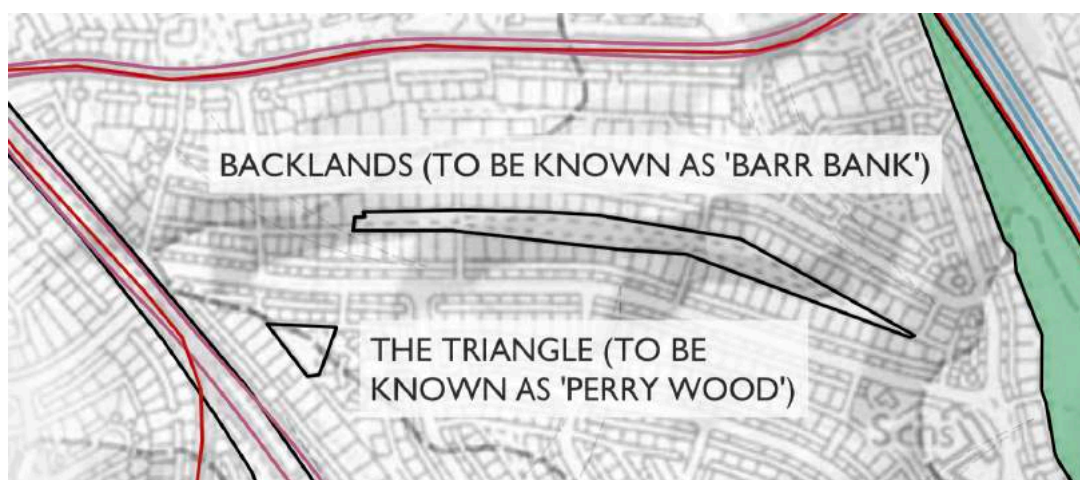 BACKLANDS (TO BE KNOWN AS 'BARR BANK')
THE TRIANGLE (TO BE
KNOWN AS 'PERRY WOOD')
Schs